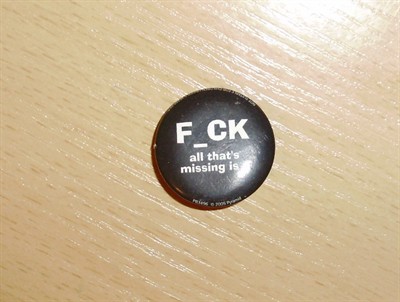 F_CK
all that's
missing is